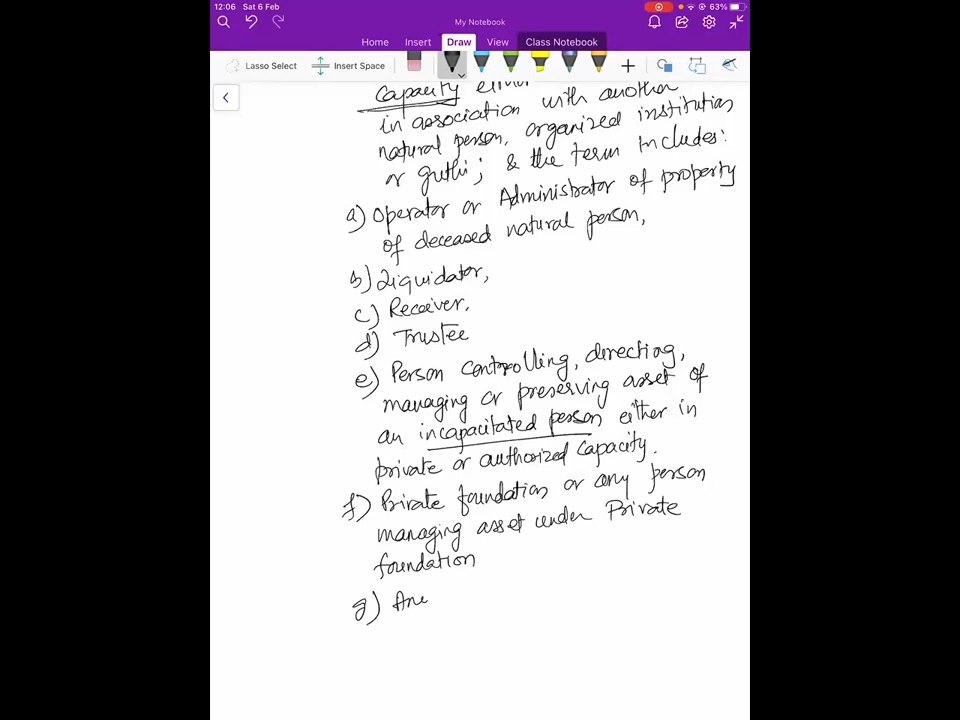 12:06 Sat 6 Feb
63%
My Notebook
Home Insert Draw View Class Notebook
Lasso Select Insert Space
capacity either
in association with another
natural person, organized institution
or guthi; & the term includes:
a) Operator or Administrator of property
of deceased natural person,
b) Liquidator,
c) Receiver,
d) Trustee
e) Person controlling, directing,
managing or preserving asset of
an incapacitated person either in
private or authorized capacity.
f) Private foundation or any person
managing asset under Private
foundation
g)